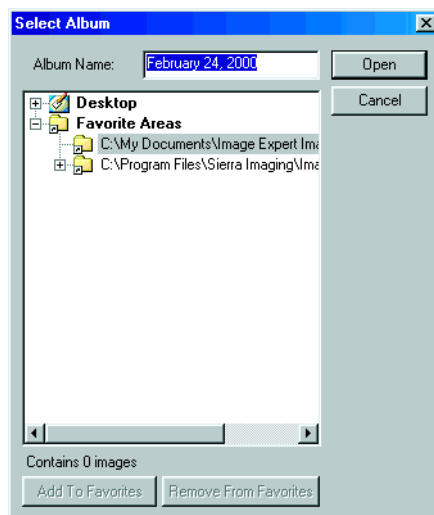 Select Album
Album Name: February 24, 2000 Open
Cancel
Desktop
Favorite Areas
C:\My Documents\Image Expert Ima
C:\Program Files\Sierra Imaging\Ima
Contains 0 images
Add To Favorites Remove From Favorites